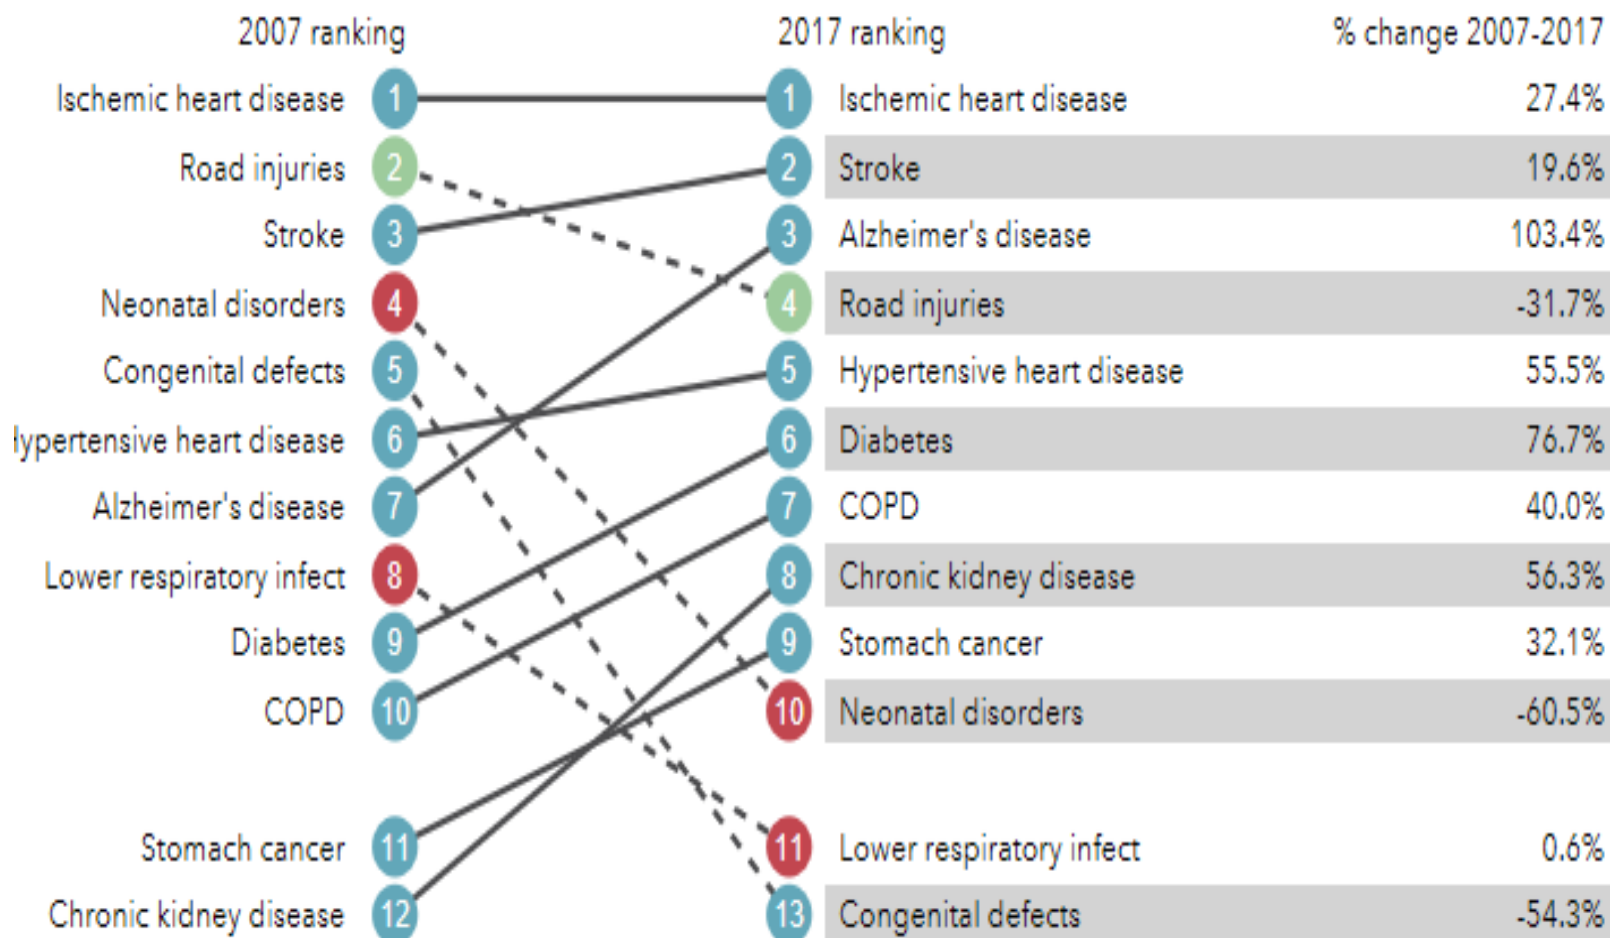 2007 ranking 2017 ranking % change 2007-2017
Ischemic heart disease 1 1 Ischemic heart disease 27.4%
Road injuries 2 2 Stroke 19.6%
Stroke 3 3 Alzheimer's disease 103.4%
Neonatal disorders 4 4 Road injuries -31.7%
Congenital defects 5 5 Hypertensive heart disease 55.5%
ypertensive heart disease 6 6 Diabetes 76.7%
Alzheimer's disease 7 7 COPD 40.0%
Lower respiratory infect 8 8 Chronic kidney disease 56.3%
Diabetes 9 9 Stomach cancer 32.1%
COPD 10 10 Neonatal disorders -60.5%
Stomach cancer 11 11 Lower respiratory infect 0.6%
Chronic kidney disease 12 13 Congenital defects -54.3%